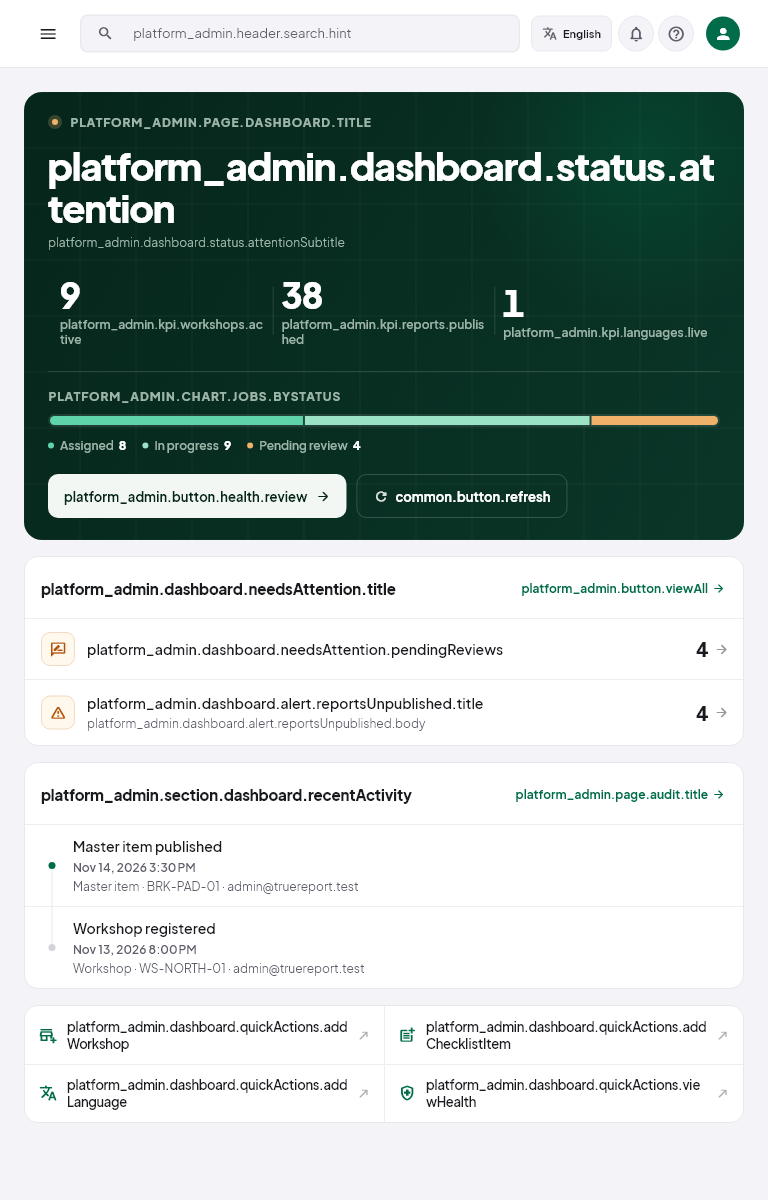 platform_admin.header.search.hint
English
PLATFORM_ADMIN.PAGE.DASHBOARD.TITLE
platform_admin.dashboard.status.at
tention
platform_admin.dashboard.status.attentionSubtitle
9
platform_admin.kpi.workshops.ac
tive
38
platform_admin.kpi.reports.publis
hed
1
platform_admin.kpi.languages.live
PLATFORM_ADMIN.CHART.JOBS.BYSTATUS
Assigned 8 In progress 9 Pending review 4
platform_admin.button.health.review
common.button.refresh
platform_admin.dashboard.needsAttention.title
platform_admin.button.viewAll
platform_admin.dashboard.needsAttention.pendingReviews
4
platform_admin.dashboard.alert.reportsUnpublished.title
platform_admin.dashboard.alert.reportsUnpublished.body
4
platform_admin.section.dashboard.recentActivity
platform_admin.page.audit.title
Master item published
Nov 14, 2026 3:30 PM
Master item · BRK-PAD-01 · admin@truereport.test
Workshop registered
Nov 13, 2026 8:00 PM
Workshop · WS-NORTH-01 · admin@truereport.test
platform_admin.dashboard.quickActions.add
Workshop
platform_admin.dashboard.quickActions.add
ChecklistItem
platform_admin.dashboard.quickActions.add
Language
platform_admin.dashboard.quickActions.vie
wHealth